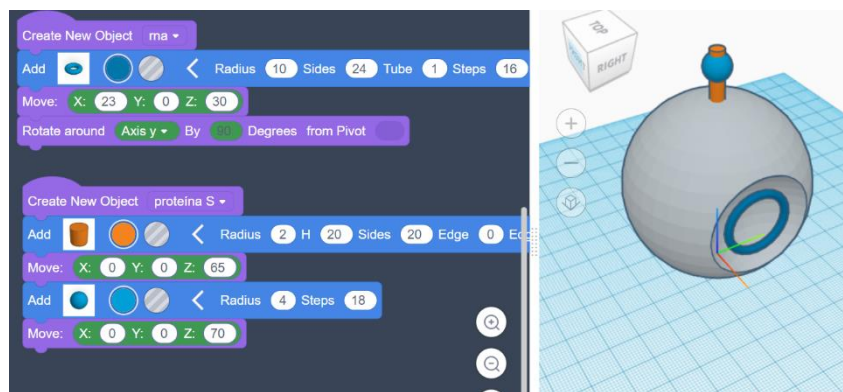 Create New Object ma
Add Radius 10 Sides 24 Tube 1 Steps 16
Move: X: 23 Y: 0 Z: 30
Rotate around Axis y By 90 Degrees from Pivot
Create New Object proteína S
Add Radius 2 H 20 Sides 20 Edge 0
Move: X: 0 Y: 0 Z: 65
Add Radius 4 Steps 18
Move: X: 0 Y: 0 Z: 70
TOP
RIGHT